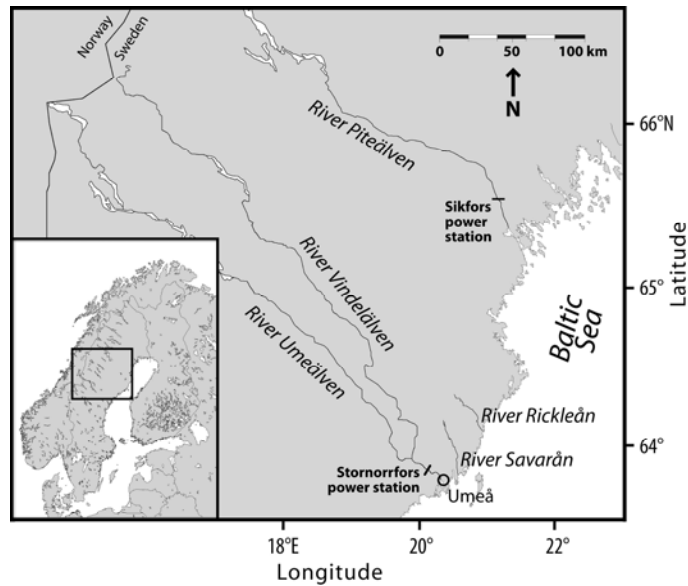 Norway
Sweden
0 50 100 km
N
River Piteälven
66°N
Sikfors
power
station
River Vindelälven
65°
Latitude
Baltic
Sea
River Umeälven
River Rickleån
64°
River Savarån
Stornorrfors
power station
Umeå
18°E 20° 22°
Longitude